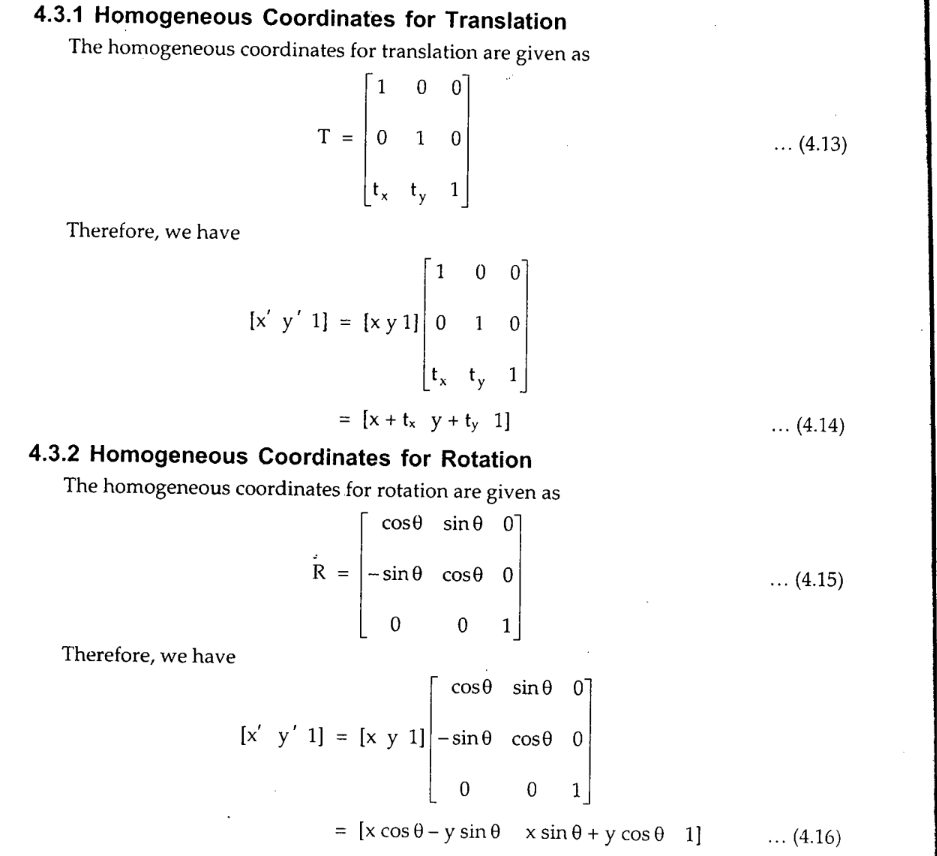 4.3.1 Homogeneous Coordinates for Translation
The homogeneous coordinates for translation are given as
1 0 0
T = 0 1 0 ... (4.13)
tx ty 1
Therefore, we have
1 0 0
[x′ y′ 1] = [x y 1] 0 1 0
tx ty 1
= [x + tx y + ty 1] ... (4.14)
4.3.2 Homogeneous Coordinates for Rotation
The homogeneous coordinates for rotation are given as
cosθ sinθ 0
R = −sinθ cosθ 0 ... (4.15)
0 0 1
Therefore, we have
cosθ sinθ 0
[x′ y′ 1] = [x y 1] −sinθ cosθ 0
0 0 1
= [x cos θ − y sin θ x sin θ + y cos θ 1] ... (4.16)